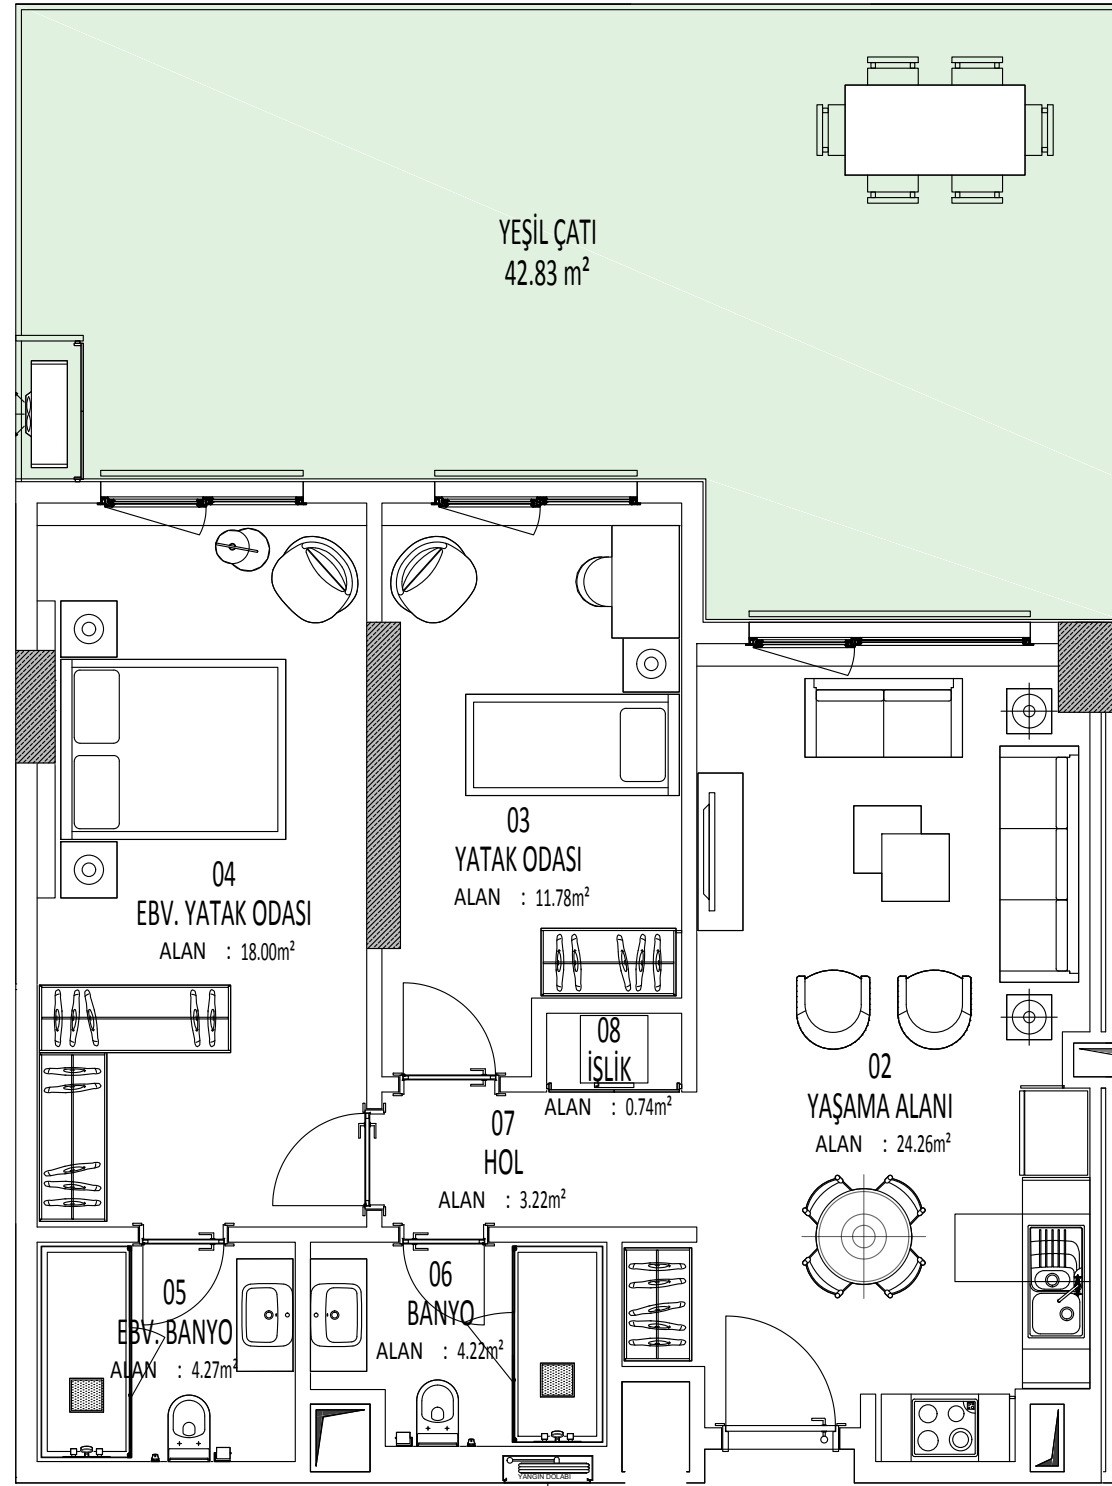 YEŞİL ÇATI
42.83 m²
03
YATAK ODASI
ALAN : 11.78m²
04
EBV. YATAK ODASI
ALAN : 18.00m²
08
İŞLİK
ALAN : 0.74m²
02
YAŞAMA ALANI
ALAN : 24.26m²
07
HOL
ALAN : 3.22m²
05
EBV. BANYO
ALAN : 4.27m²
06
BANYO
ALAN : 4.22m²
YANGIN DOLABI